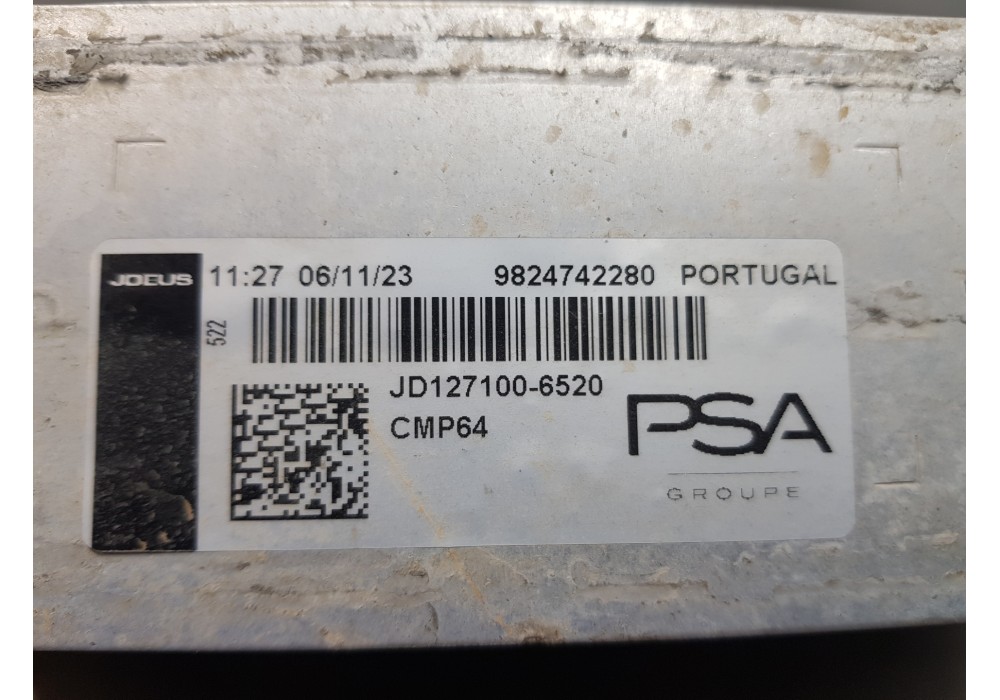 JOEUS 11:27 06/11/23 9824742280 PORTUGAL
522
JD127100-6520
CMP64
PSA
GROUPE